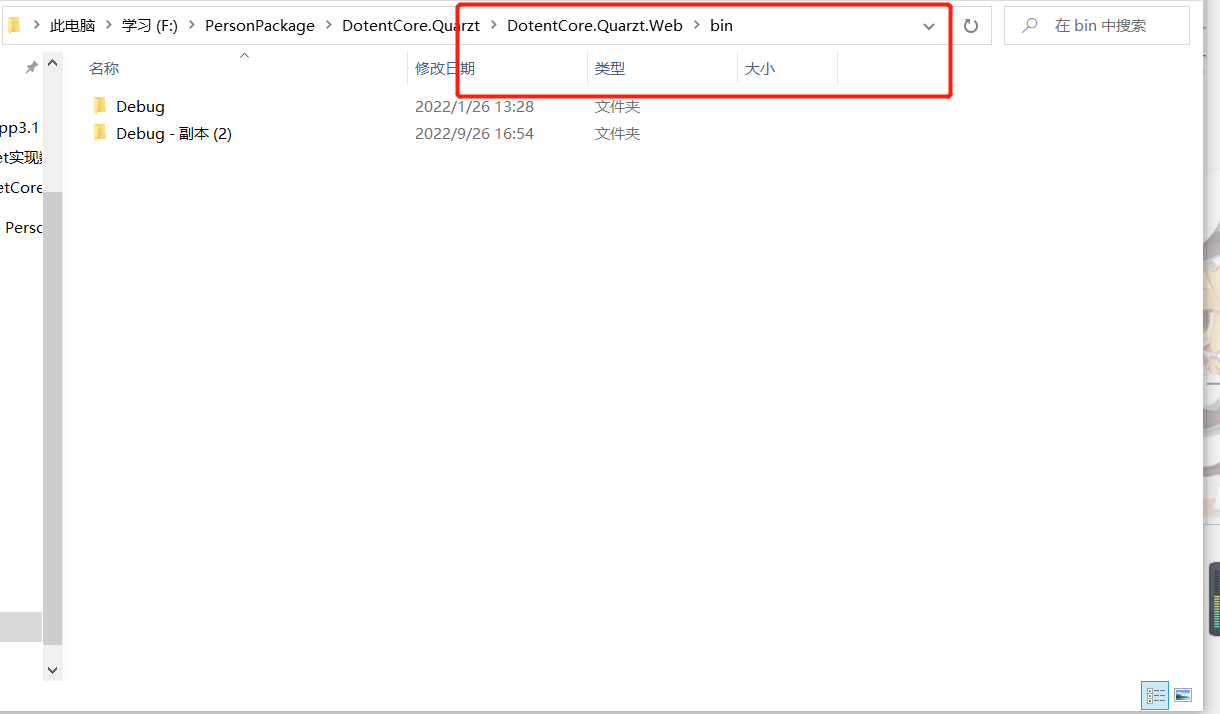 此电脑 学习 (F:) PersonPackage DotentCore.Quarzt DotentCore.Quarzt.Web bin 在 bin 中搜索
名称 修改日期 类型 大小
Debug 2022/1/26 13:28 文件夹
Debug - 副本 (2) 2022/9/26 16:54 文件夹
pp3.1
et实现
etCore
Perso